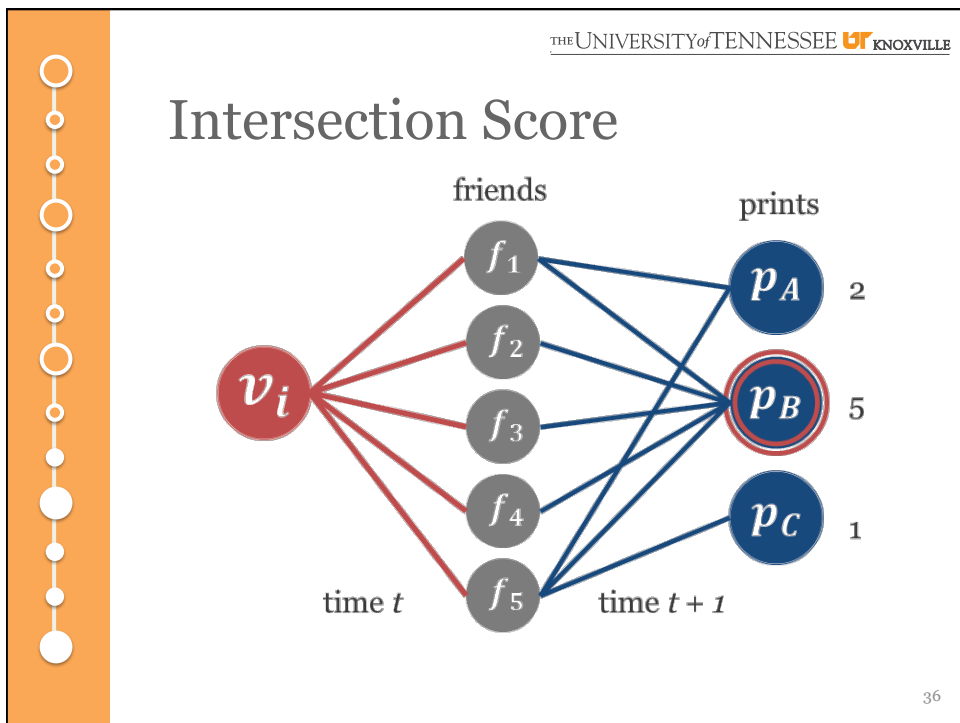 THE UNIVERSITY of TENNESSEE UT KNOXVILLE
Intersection Score
friends
prints
f1
pA 2
f2
vi
pB 5
f3
f4
pC 1
f5
time t
time t + 1
36